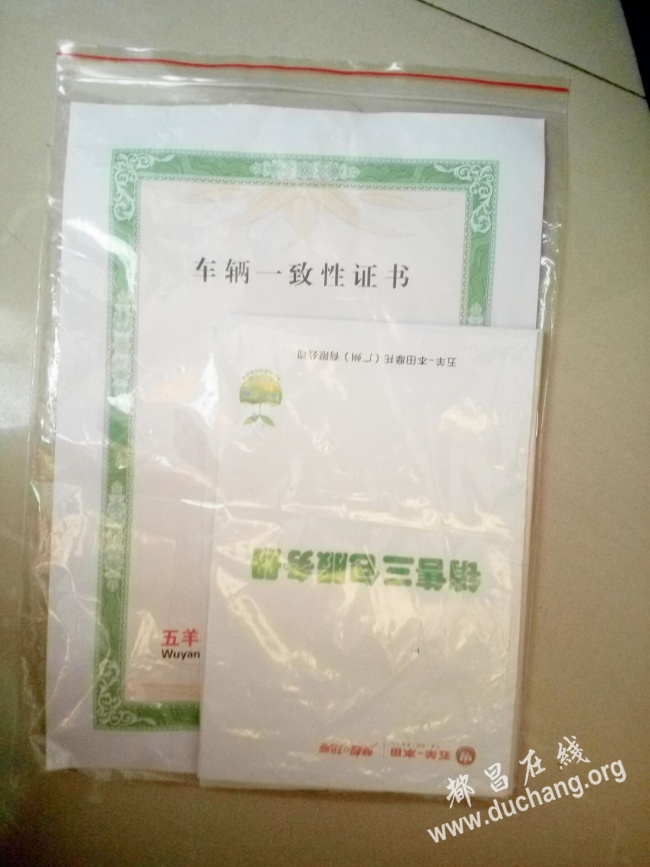 车辆一致性证书
五羊-本田摩托（广州）有限公司
销售三包服务册
五羊
Wuyan
五羊-本田
都昌在线
www.duchang.org